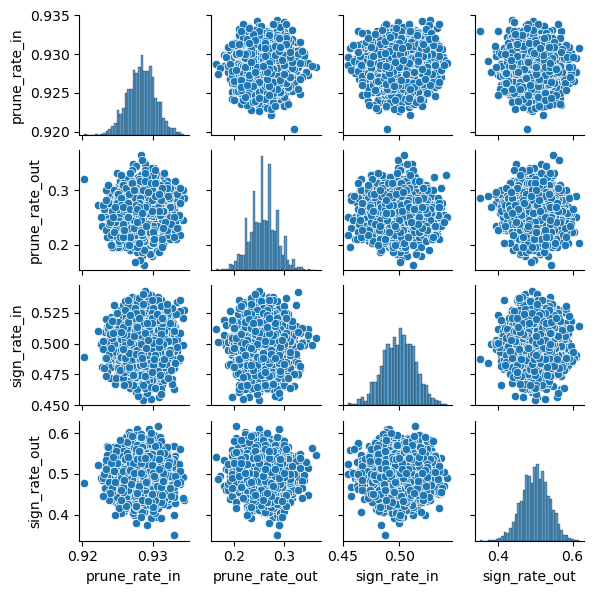 prune_rate_in
0.935
0.930
0.925
0.920
prune_rate_out
0.3
0.2
sign_rate_in
0.525
0.500
0.475
0.450
sign_rate_out
0.6
0.5
0.4
0.92 0.93 0.2 0.3 0.45 0.50 0.4 0.6
prune_rate_in prune_rate_out sign_rate_in sign_rate_out